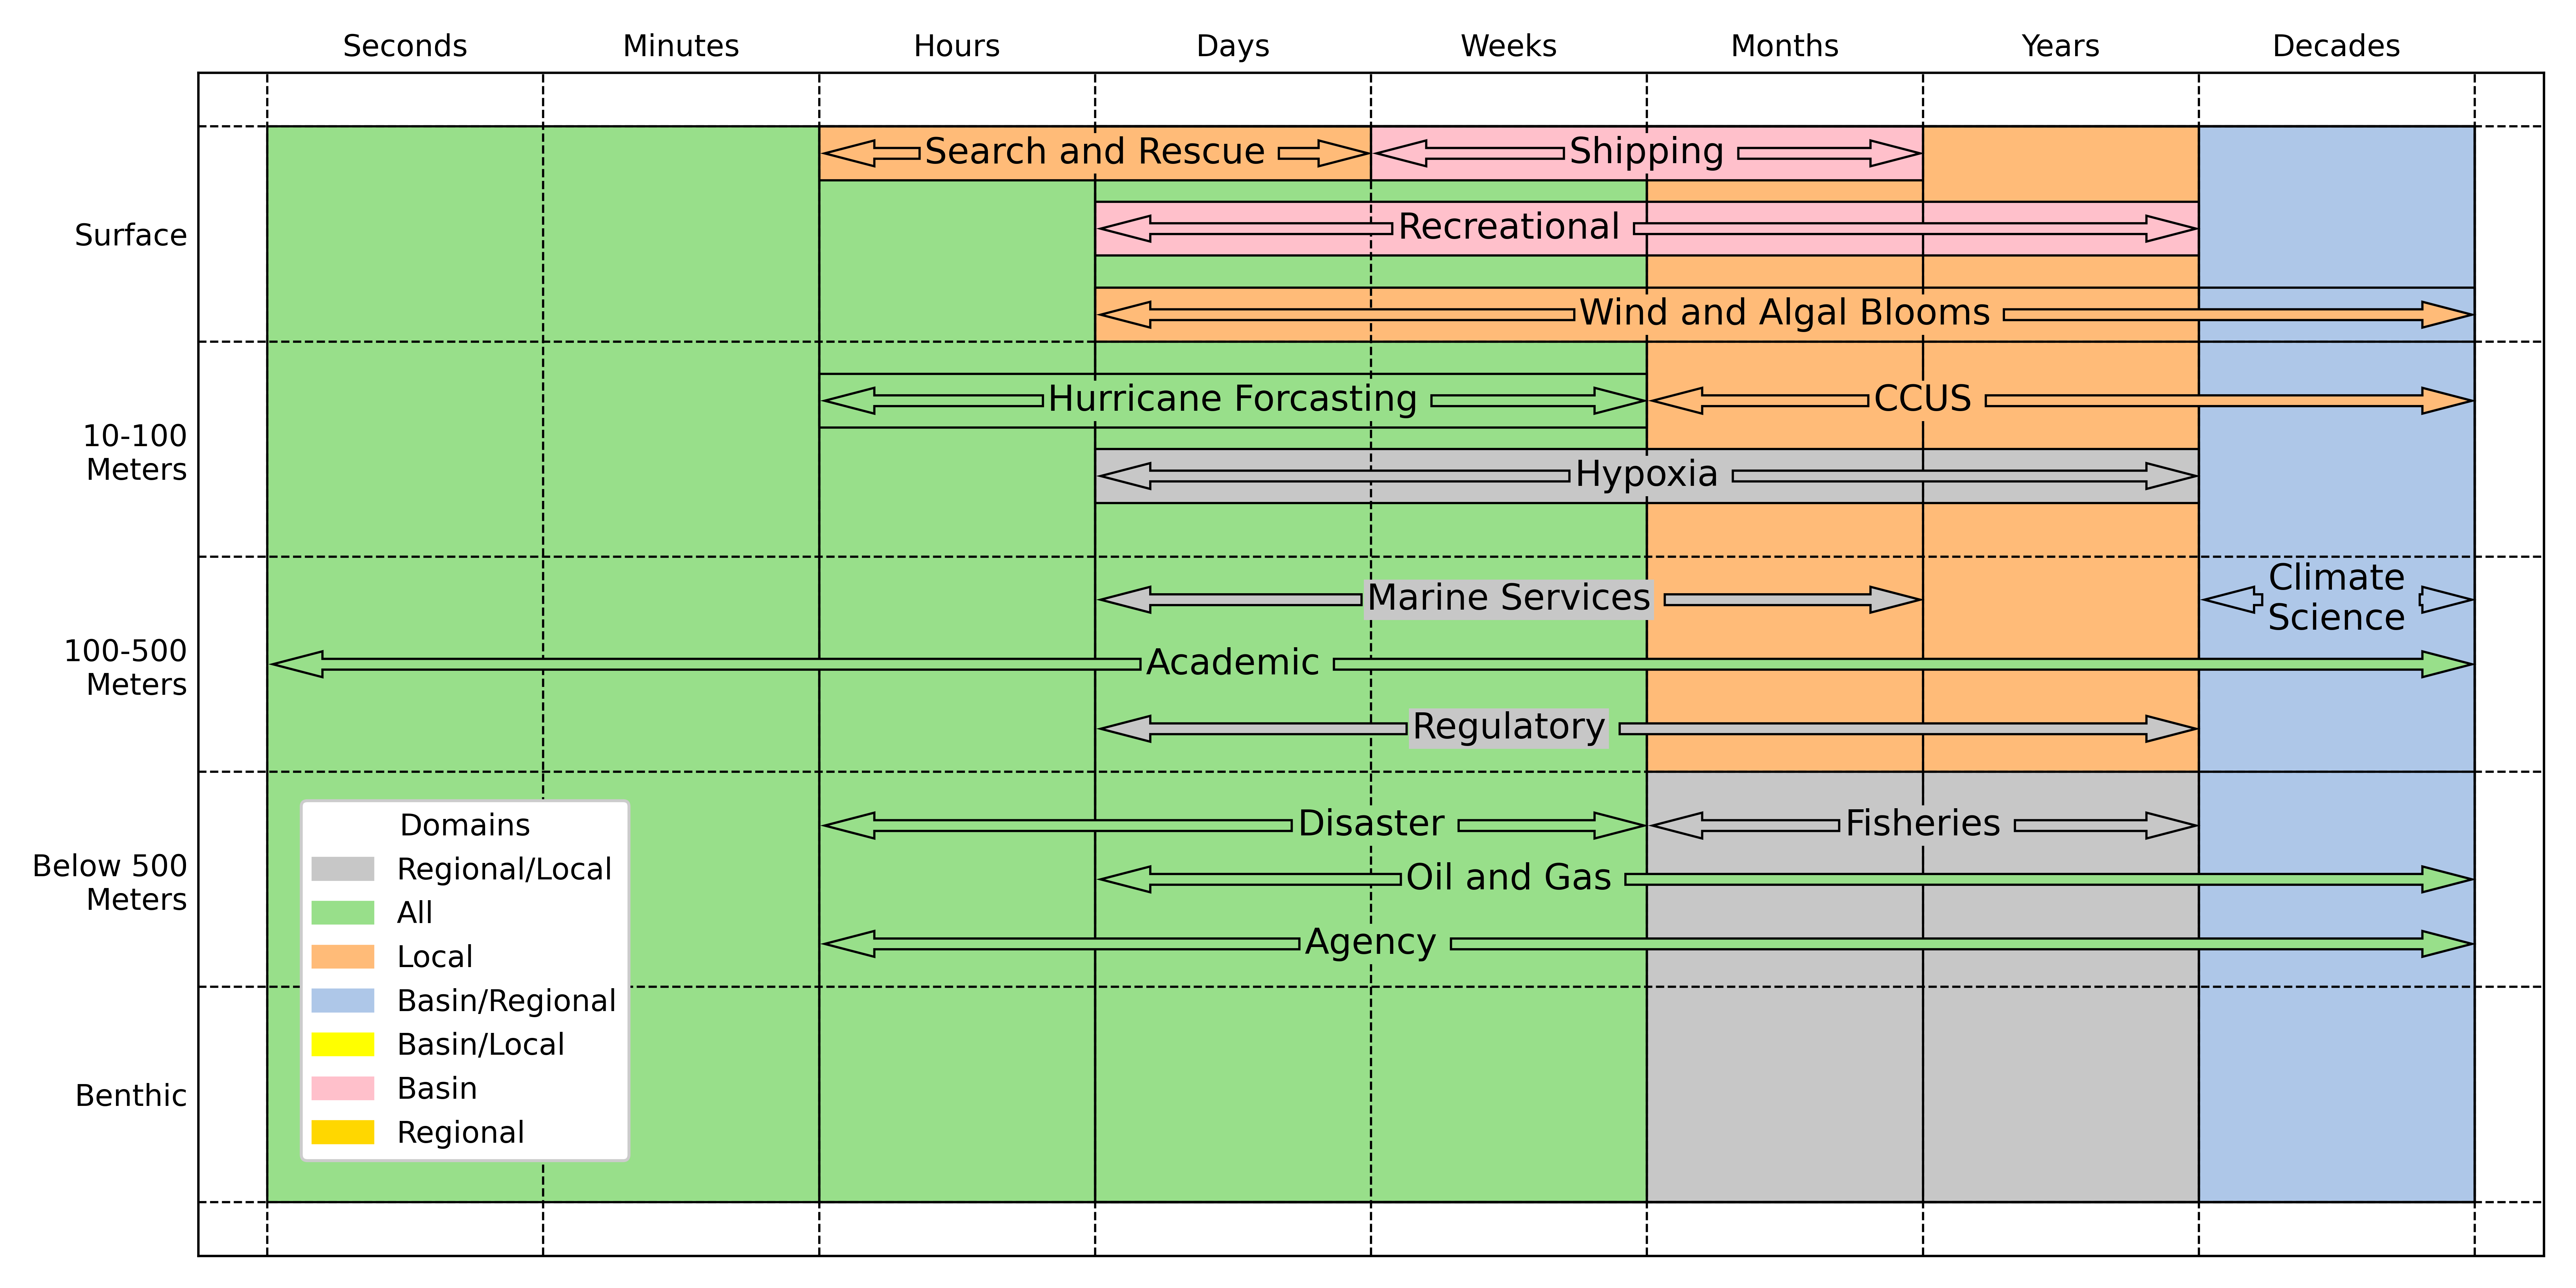 Seconds
Minutes
Hours
Days
Weeks
Months
Years
Decades
Surface
Search and Rescue
Shipping
Recreational
Wind and Algal Blooms
10-100
Meters
Hurricane Forcasting
CCUS
Hypoxia
100-500
Meters
Marine Services
Climate
Science
Academic
Regulatory
Below 500
Meters
Disaster
Fisheries
Oil and Gas
Agency
Benthic
Domains
Regional/Local
All
Local
Basin/Regional
Basin/Local
Basin
Regional